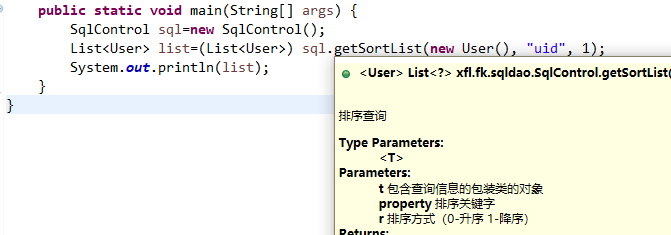 public static void main(String[] args) {
SqlControl sql=new SqlControl();
List<User> list=(List<User>) sql.getSortList(new User(), "uid", 1);
System.out.println(list);
}
}
<User> List<?> xfl.fk.sqldao.SqlControl.getSortList(
排序查询
Type Parameters:
<T>
Parameters:
t 包含查询信息的包装类的对象
property 排序关键字
r 排序方式（0-升序 1-降序）
Returns: